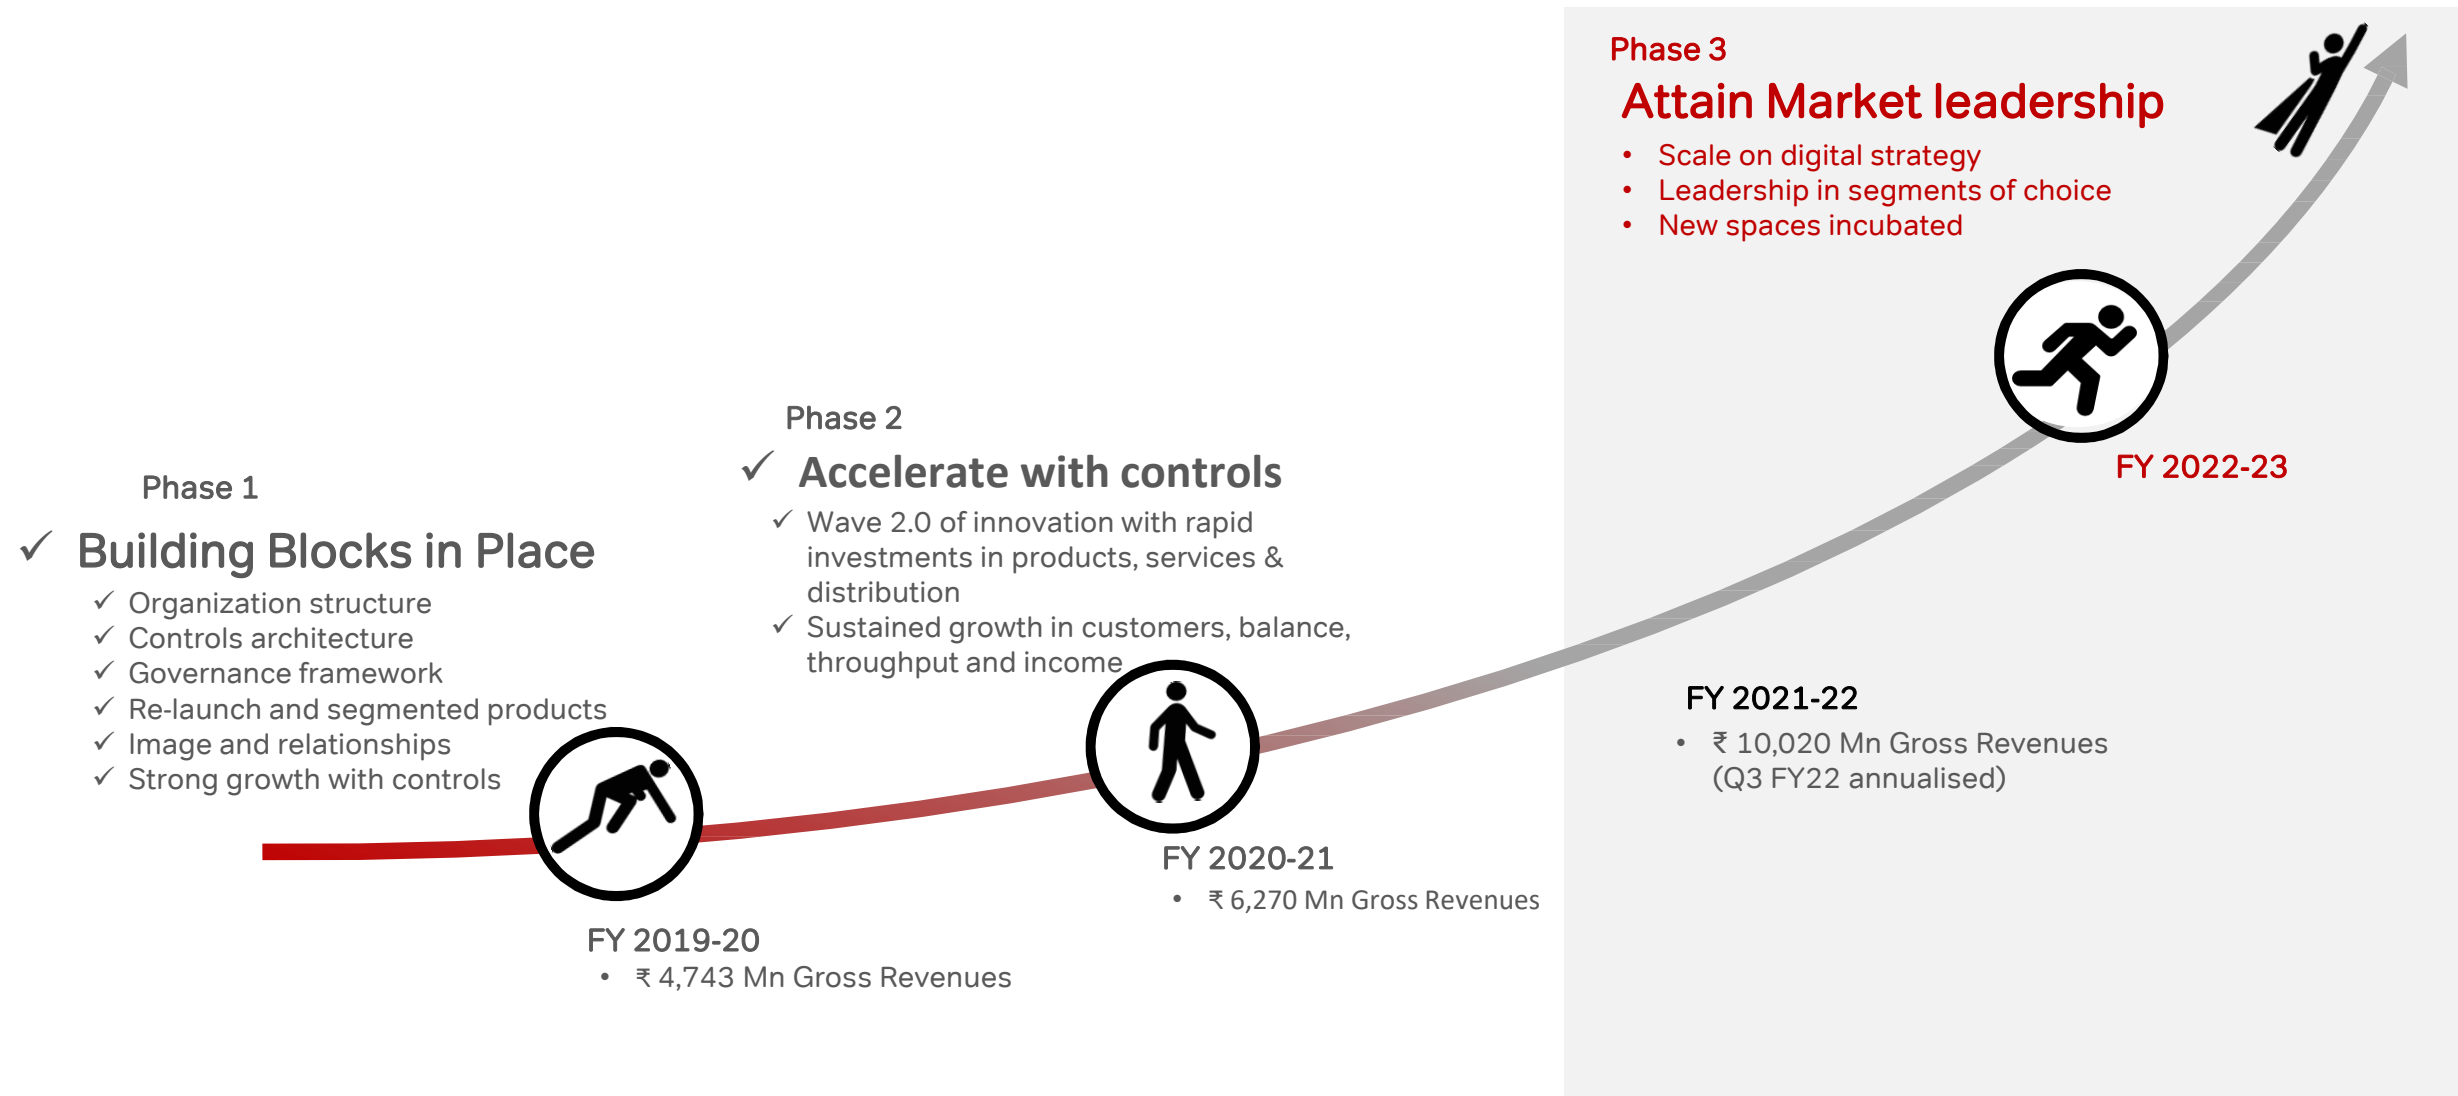 Phase 1
✓ Building Blocks in Place
✓ Organization structure
✓ Controls architecture
✓ Governance framework
✓ Re-launch and segmented products
✓ Image and relationships
✓ Strong growth with controls
FY 2019-20
• ₹ 4,743 Mn Gross Revenues
Phase 2
✓ Accelerate with controls
✓ Wave 2.0 of innovation with rapid
investments in products, services &
distribution
✓ Sustained growth in customers, balance,
throughput and income
FY 2020-21
• ₹ 6,270 Mn Gross Revenues
Phase 3
Attain Market leadership
• Scale on digital strategy
• Leadership in segments of choice
• New spaces incubated
FY 2022-23
FY 2021-22
• ₹ 10,020 Mn Gross Revenues
(Q3 FY22 annualised)